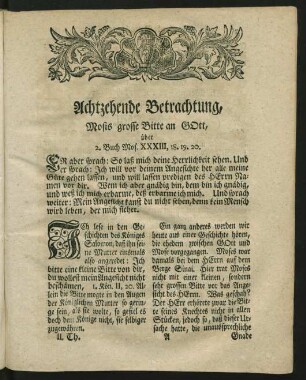 Achtzehende Betrachtung,
Mosis grosse Bitte an GOtt,
über
2. Buch Mos. XXXIII, 18. 19. 20.
ER aber sprach: So laß mich deine Herrlichkeit sehen. Und
er sprach: Ich will vor deinem Angesichte her alle meine
Güte gehen lassen, und will lassen predigen des HErrn Na-
men vor dir. Wem ich aber gnädig bin, dem bin ich gnädig,
und weß ich mich erbarme, deß erbarme ich mich. Und sprach
weiter: Mein Angesicht kanst du nicht sehen, denn kein Mensch
wird leben, der mich siehet.
Ich lese in den Ge-
schichten des Königes
Salomon, daß ihn sei-
ne Mutter einsmals
also angeredet: Ich
bitte eine kleine Bitte von dir,
du wollest mein Angesicht nicht
beschämen, 1. Kön. II, 20. Al-
lein die Bitte mogte in den Augen
der Königlichen Mutter so gerin-
ge sein, als sie wolte, so gefiel es
doch dem Könige nicht, sie selbiger
zugewähren.
II. Th.
Ein ganz anderes werden wir
heute aus einer Geschichte hören,
die ehedem zwischen GOtt und
Mose vorgegangen. Moses war
damals bei dem HErrn auf dem
Berge Sinai. Hier trat Moses
nicht mit einer kleinen, sondern
sehr grossen Bitte vor das Ange-
sicht des HErrn. Was geschah?
Der HErr erhörete zwar die Bit-
te seines Knechts nicht in allen
Stücken, jedoch so, daß dieser Ur-
sache hatte, die unaussprechliche
A Gnade